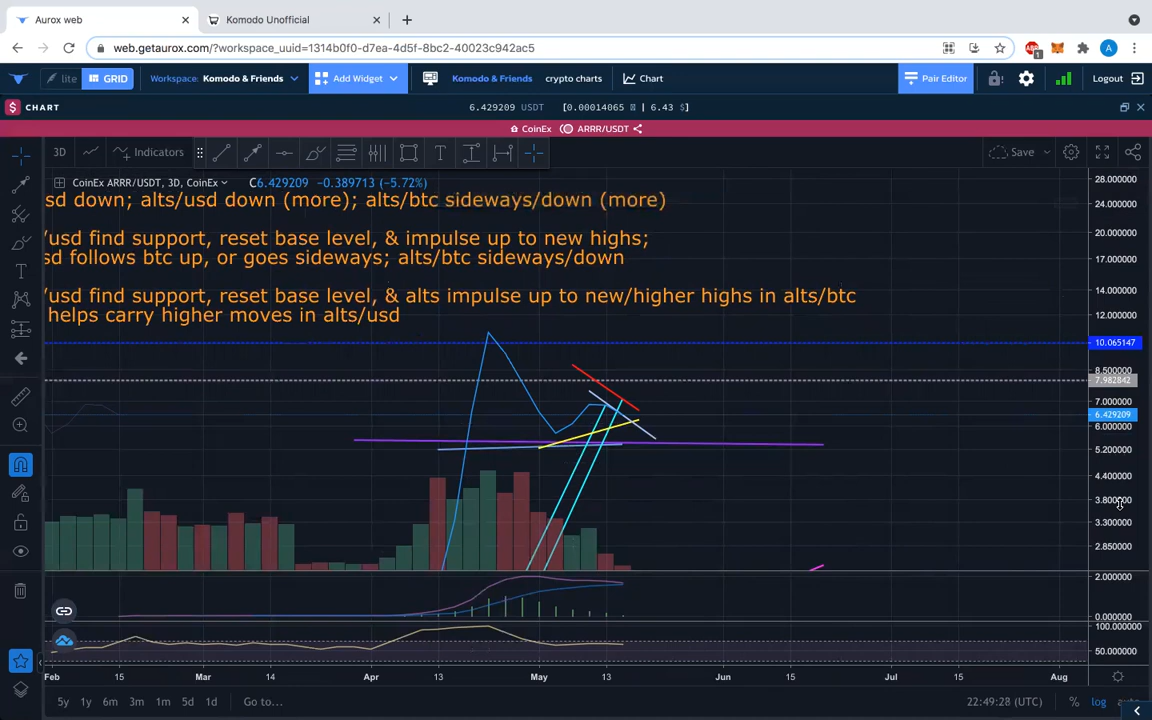 Aurox web
Komodo Unofficial
web.getaurox.com/?workspace_uuid=1314b0f0-d7ea-4d5f-8bc2-40023c942ac5
ABP
1
A
lite
GRID
Workspace: Komodo & Friends
Add Widget
Komodo & Friends
crypto charts
Chart
Pair Editor
Logout
$ CHART
6.429209 USDT [0.00014065 | 6.43 $]
CoinEx ARRR/USDT
3D
Indicators
T
Save
CoinEx ARRR/USDT, 3D, CoinEx C6.429209 −0.389713 (−5.72%)
sd down; alts/usd down (more); alts/btc sideways/down (more)
/usd find support, reset base level, & impulse up to new highs;
sd follows btc up, or goes sideways; alts/btc sideways/down
/usd find support, reset base level, & alts impulse up to new/higher highs in alts/btc
helps carry higher moves in alts/usd
28.000000
24.000000
20.000000
17.000000
14.000000
12.000000
10.065147
8.500000
7.982842
7.000000
6.429209
6.000000
5.200000
4.400000
3.800000
3.300000
2.850000
2.000000
0.000000
100.000000
50.000000
Feb 15 Mar 14 Apr 13 May 13 Jun 15 Jul 15 Aug
5y 1y 6m 3m 1m 5d 1d Go to...
22:49:28 (UTC) % log